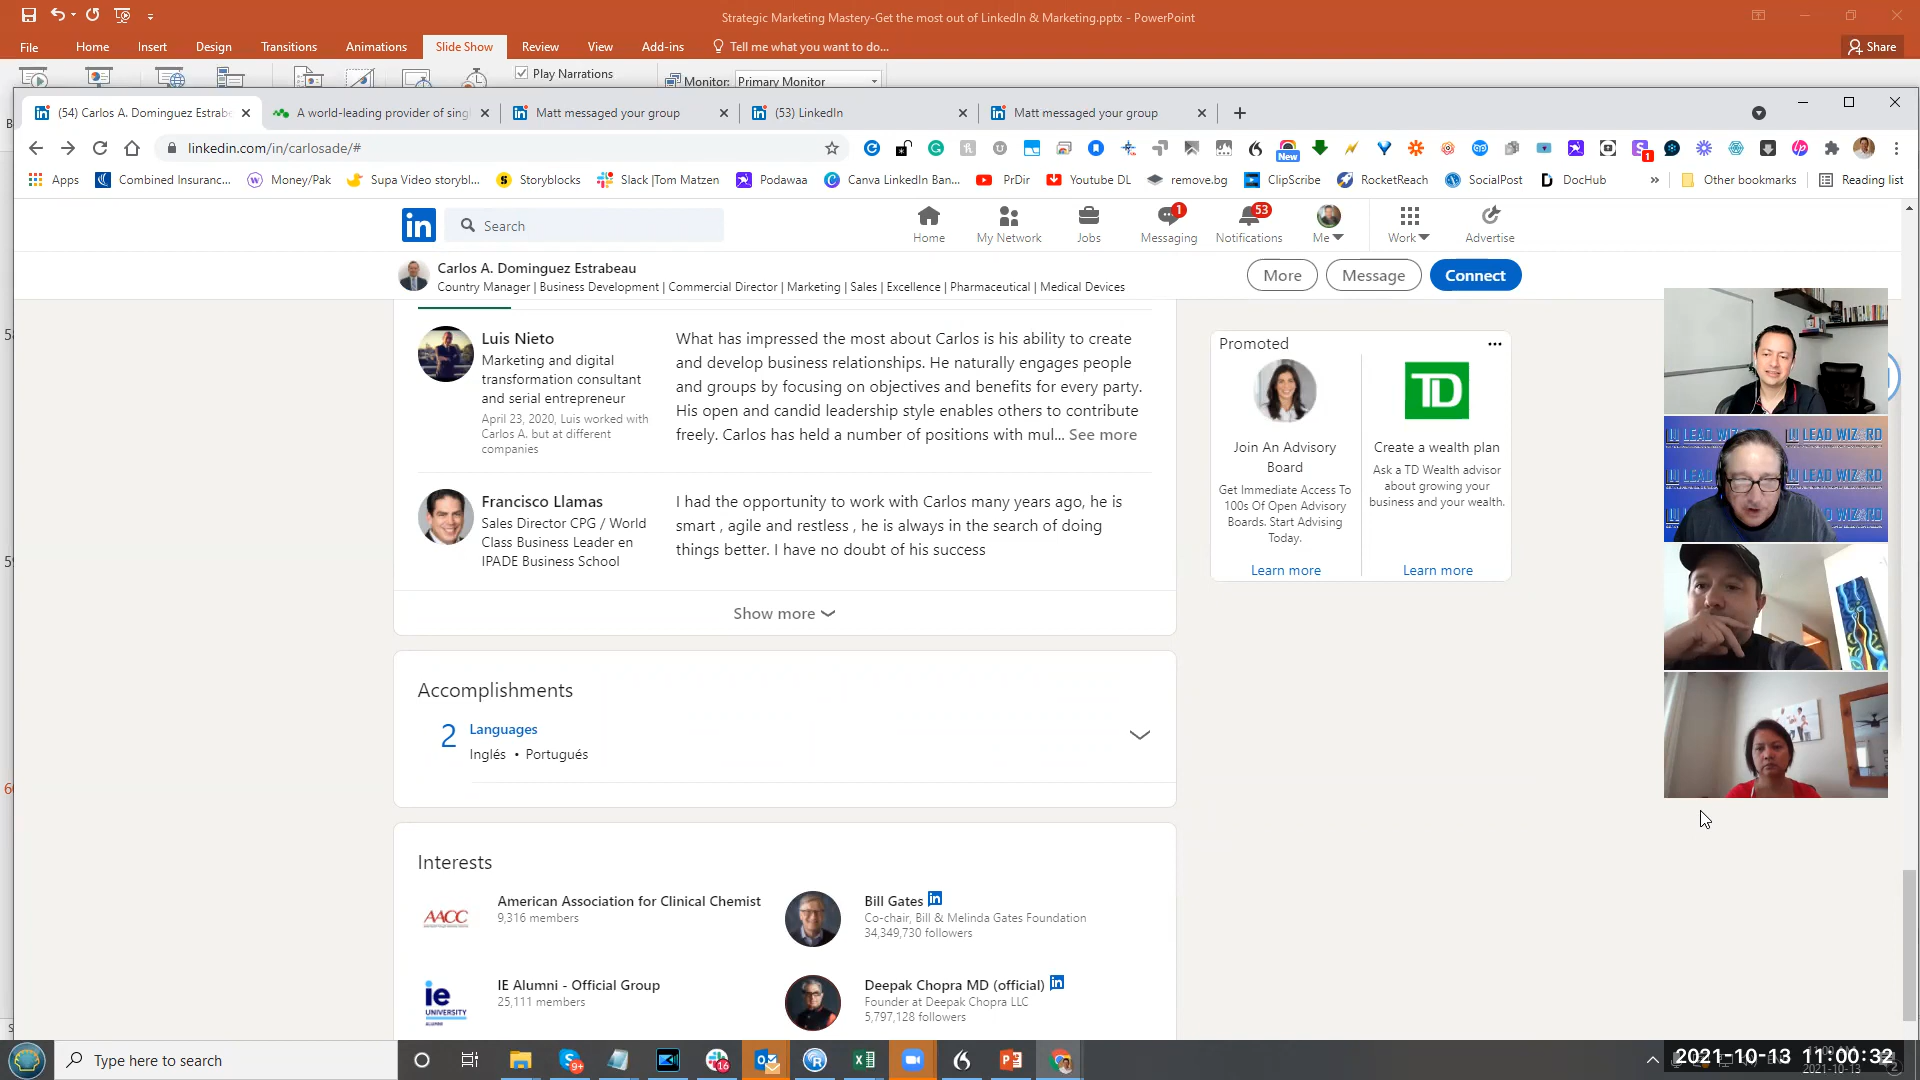 Strategic Marketing Mastery-Get the most out of LinkedIn & Marketing.pptx - PowerPoint
File Home Insert Design Transitions Animations Slide Show Review View Add-ins Tell me what you want to do... Share
Play Narrations Monitor: Primary Monitor
(54) Carlos A. Dominguez Estrabe A world-leading provider of sing Matt messaged your group (53) LinkedIn Matt messaged your group
linkedin.com/in/carlosade/#
New
1
Apps Combined Insuranc... Money/Pak Supa Video storybl... Storyblocks Slack |Tom Matzen Podawaa Canva LinkedIn Ban... PrDir Youtube DL remove.bg ClipScribe RocketReach SocialPost DocHub » Other bookmarks Reading list
in Search
1 53
Home My Network Jobs Messaging Notifications Me Work Advertise
Carlos A. Dominguez Estrabeau
Country Manager | Business Development | Commercial Director | Marketing | Sales | Excellence | Pharmaceutical | Medical Devices
More Message Connect
Luis Nieto
Marketing and digital
transformation consultant
and serial entrepreneur
April 23, 2020, Luis worked with
Carlos A. but at different
companies
What has impressed the most about Carlos is his ability to create
and develop business relationships. He naturally engages people
and groups by focusing on objectives and benefits for every party.
His open and candid leadership style enables others to contribute
freely. Carlos has held a number of positions with mul... See more
Francisco Llamas
Sales Director CPG / World
Class Business Leader en
IPADE Business School
I had the opportunity to work with Carlos many years ago, he is
smart , agile and restless , he is always in the search of doing
things better. I have no doubt of his success
Show more
Promoted
Join An Advisory
Board
Get Immediate Access To
100s Of Open Advisory
Boards. Start Advising
Today.
Learn more
TD
Create a wealth plan
Ask a TD Wealth advisor
about growing your
business and your wealth.
Learn more
LEAD WIZARD
Accomplishments
2 Languages
Inglés • Portugués
Interests
AACC
American Association for Clinical Chemist
9,316 members
Bill Gates
Co-chair, Bill & Melinda Gates Foundation
34,349,730 followers
ie
UNIVERSITY
IE Alumni - Official Group
25,111 members
Deepak Chopra MD (official)
Founder at Deepak Chopra LLC
5,797,128 followers
Type here to search
9+
16
2021-10-13 11:00:32
2021-10-13